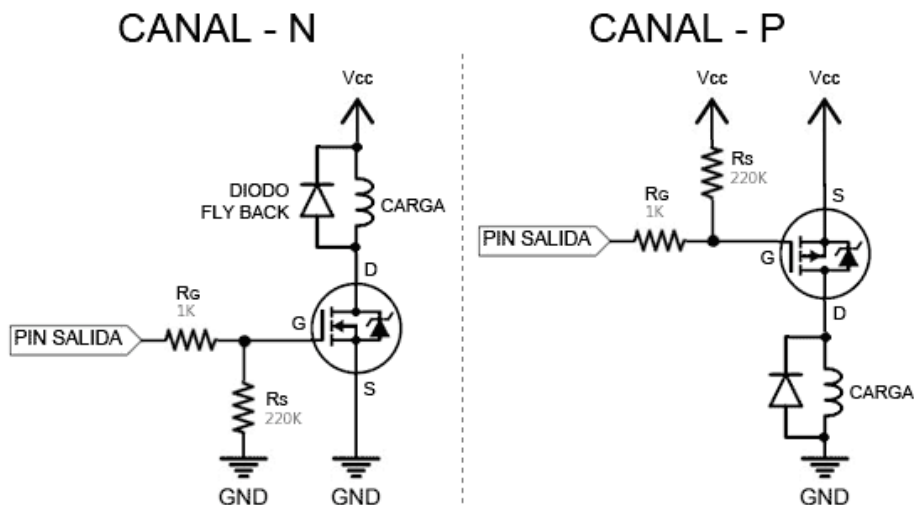 CANAL - N
Vcc
DIODO
FLY BACK
CARGA
D
RG
1K
G
PIN SALIDA
S
Rs
220K
GND
GND
CANAL - P
Vcc
Vcc
Rs
220K
S
RG
1K
PIN SALIDA
G
D
CARGA
GND